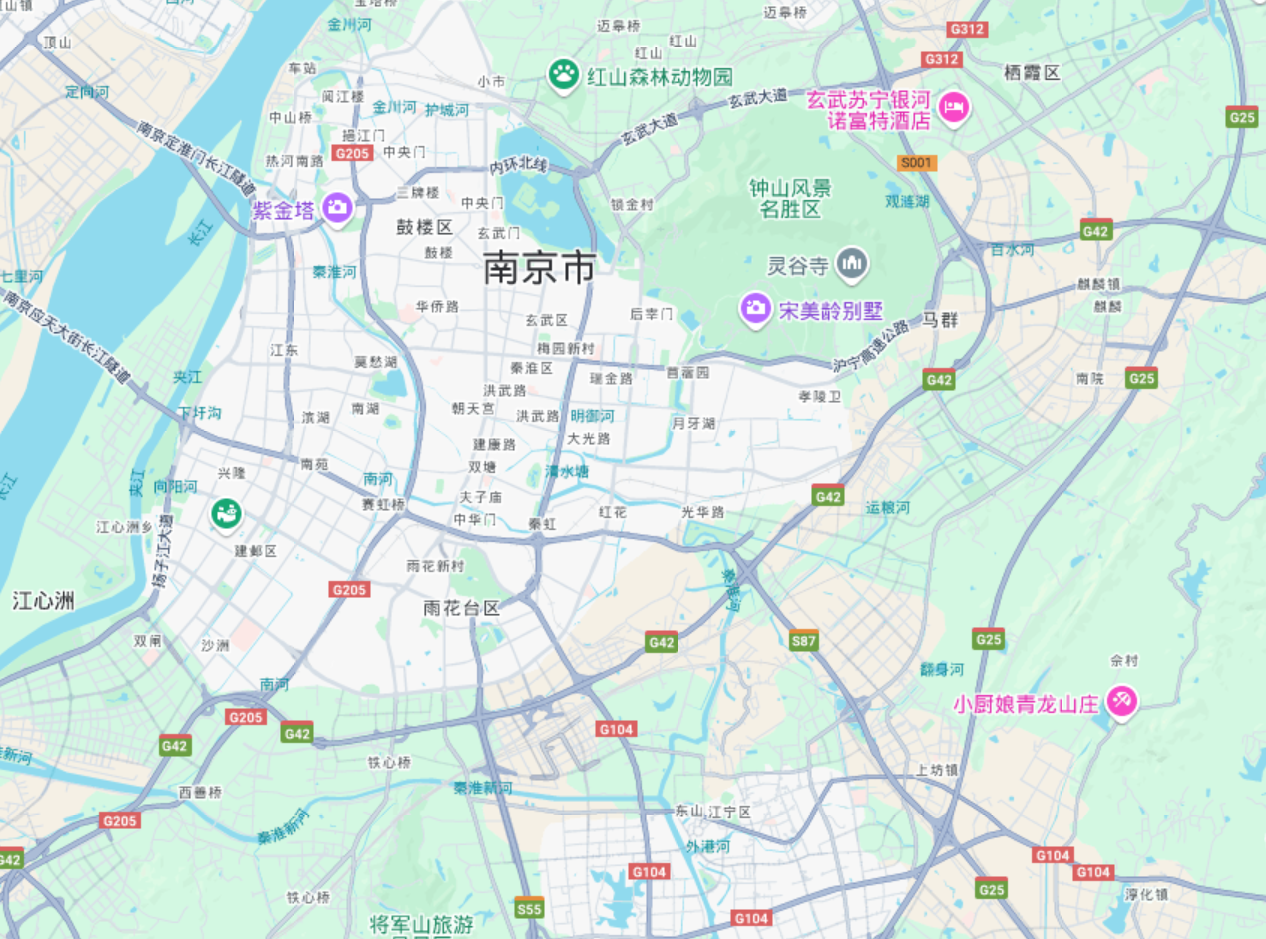 金川河
迈皋桥
迈皋桥
G312
顶山
红山
红山
车站
小市
红山森林动物园
G312
栖霞区
定向河
阅江楼
金川河
护城河
玄武大道
玄武苏宁银河
诺富特酒店
中山桥
G25
南京定淮门长江隧道
挹江门
玄武大道
G205
中央门
热河南路
内环北线
S001
三牌楼
中央门
锁金村
钟山风景
名胜区
观涟湖
紫金塔
鼓楼区
玄武门
长江
G42
鼓楼
百水河
南京市
灵谷寺
七里河
秦淮河
麒麟镇
南京应天大街长江隧道
华侨路
后宰门
宋美龄别墅
麒麟
玄武区
马群
沪宁高速公路
江东
梅园新村
莫愁湖
秦淮区
夹江
瑞金路
苜蓿园
G42
G25
南院
洪武路
孝陵卫
下圩沟
滨湖
南湖
朝天宫
洪武路
明御河
月牙湖
建康路
大光路
兴隆
南苑
双塘
清水塘
南河
夹江
长江
向阳河
夫子庙
G42
赛虹桥
运粮河
江心洲乡
中华门
秦虹
红花
光华路
扬子江大道
建邺区
雨花新村
江心洲
G205
秦淮河
雨花台区
双闸
沙洲
G42
S87
G25
佘村
翻身河
南河
小厨娘青龙山庄
G205
G42
G42
G104
铁心桥
上坊镇
西善桥
秦淮新河
G205
秦淮新河
东山
江宁区
外港河
G42
G104
G104
G104
G25
淳化镇
铁心桥
S55
G104
将军山旅游